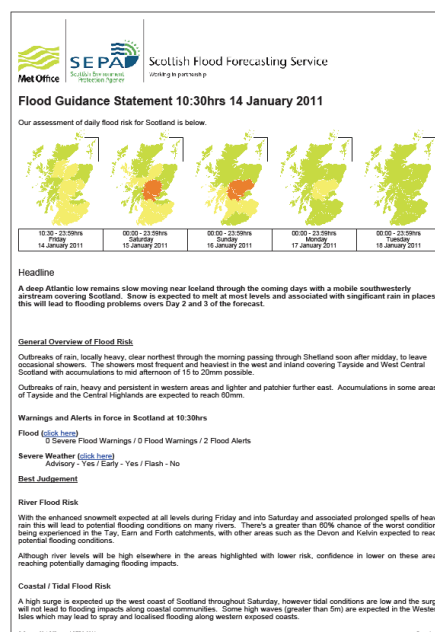 Met Office
SEPA
Scottish Environment
Protection Agency
Scottish Flood Forecasting Service
Working in partnership
Flood Guidance Statement 10:30hrs 14 January 2011
Our assessment of daily flood risk for Scotland is below.
10:30 - 23:59hrs
Friday
14 January 2011
00:00 - 23:59hrs
Saturday
15 January 2011
00:00 - 23:59hrs
Sunday
16 January 2011
00:00 - 23:59hrs
Monday
17 January 2011
00:00 - 23:59hrs
Tuesday
18 January 2011
Headline
A deep Atlantic low remains slow moving near Iceland through the coming days with a mobile southwesterly
airstream covering Scotland. Snow is expected to melt at most levels and associated with singificant rain in places
this will lead to flooding problems overs Day 2 and 3 of the forecast.
General Overview of Flood Risk
Outbreaks of rain, locally heavy, clear northest through the morning passing through Shetland soon after midday, to leave
occasional showers. The showers most frequent and heaviest in the west and inland covering Tayside and West Central
Scotland with accumulations to mid afternoon of 15 to 20mm possible.
Outbreaks of rain, heavy and persistent in western areas and lighter and patchier further east. Accumulations in some areas
of Tayside and the Central Highlands are expected to reach 60mm.
Warnings and Alerts in force in Scotland at 10:30hrs
Flood (click here)
0 Severe Flood Warnings / 0 Flood Warnings / 2 Flood Alerts
Severe Weather (click here)
Advisory - Yes / Early - Yes / Flash - No
Best Judgement
River Flood Risk
With the enhanced snowmelt expected at all levels during Friday and into Saturday and associated prolonged spells of heav
rain this will lead to potential flooding conditions on many rivers. There's a greater than 60% chance of the worst condition
being experienced in the Tay, Earn and Forth catchments, with other areas such as the Devon and Kelvin expected to reac
potential flooding conditions.
Although river levels will be high elsewhere in the areas highlighted with lower risk, confidence in lower on these area
reaching potentially damaging flooding impacts.
Coastal / Tidal Flood Risk
A high surge is expected up the west coast of Scotland throughout Saturday, however tidal conditions are low and the surg
will not lead to flooding impacts along coastal communities. Some high waves (greater than 5m) are expected in the Wester
Isles which may lead to spray and localised flooding along western exposed coasts.